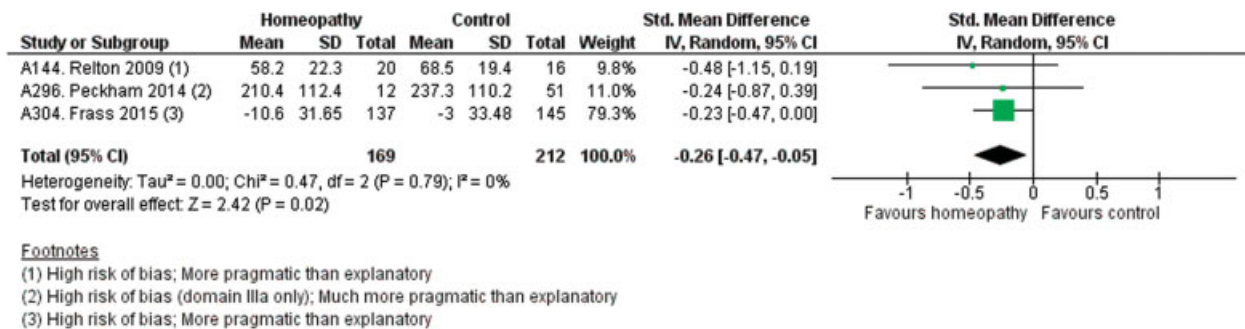 Homeopathy Control Std. Mean Difference Std. Mean Difference
Study or Subgroup Mean SD Total Mean SD Total Weight IV, Random, 95% CI IV, Random, 95% CI
A144. Relton 2009 (1) 58.2 22.3 20 68.5 19.4 16 9.8% -0.48 [-1.15, 0.19]
A296. Peckham 2014 (2) 210.4 112.4 12 237.3 110.2 51 11.0% -0.24 [-0.87, 0.39]
A304. Frass 2015 (3) -10.6 31.65 137 -3 33.48 145 79.3% -0.23 [-0.47, 0.00]
Total (95% CI) 169 212 100.0% -0.26 [-0.47, -0.05]
Heterogeneity: Tau² = 0.00; Chi² = 0.47, df = 2 (P = 0.79); I² = 0%
Test for overall effect: Z = 2.42 (P = 0.02)
-1 -0.5 0 0.5 1
Favours homeopathy Favours control
Footnotes
(1) High risk of bias; More pragmatic than explanatory
(2) High risk of bias (domain IIIa only); Much more pragmatic than explanatory
(3) High risk of bias; More pragmatic than explanatory